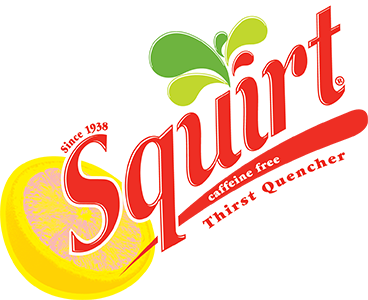 Since 1938
Squirt®
caffeine free
Thirst Quencher